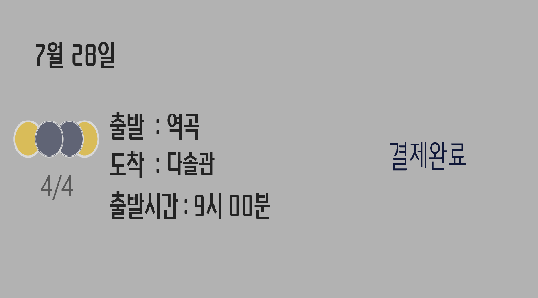 7월 28일
출발 : 역곡
도착 : 다솔관
출발시간 : 9시 00분
4/4
결제완료